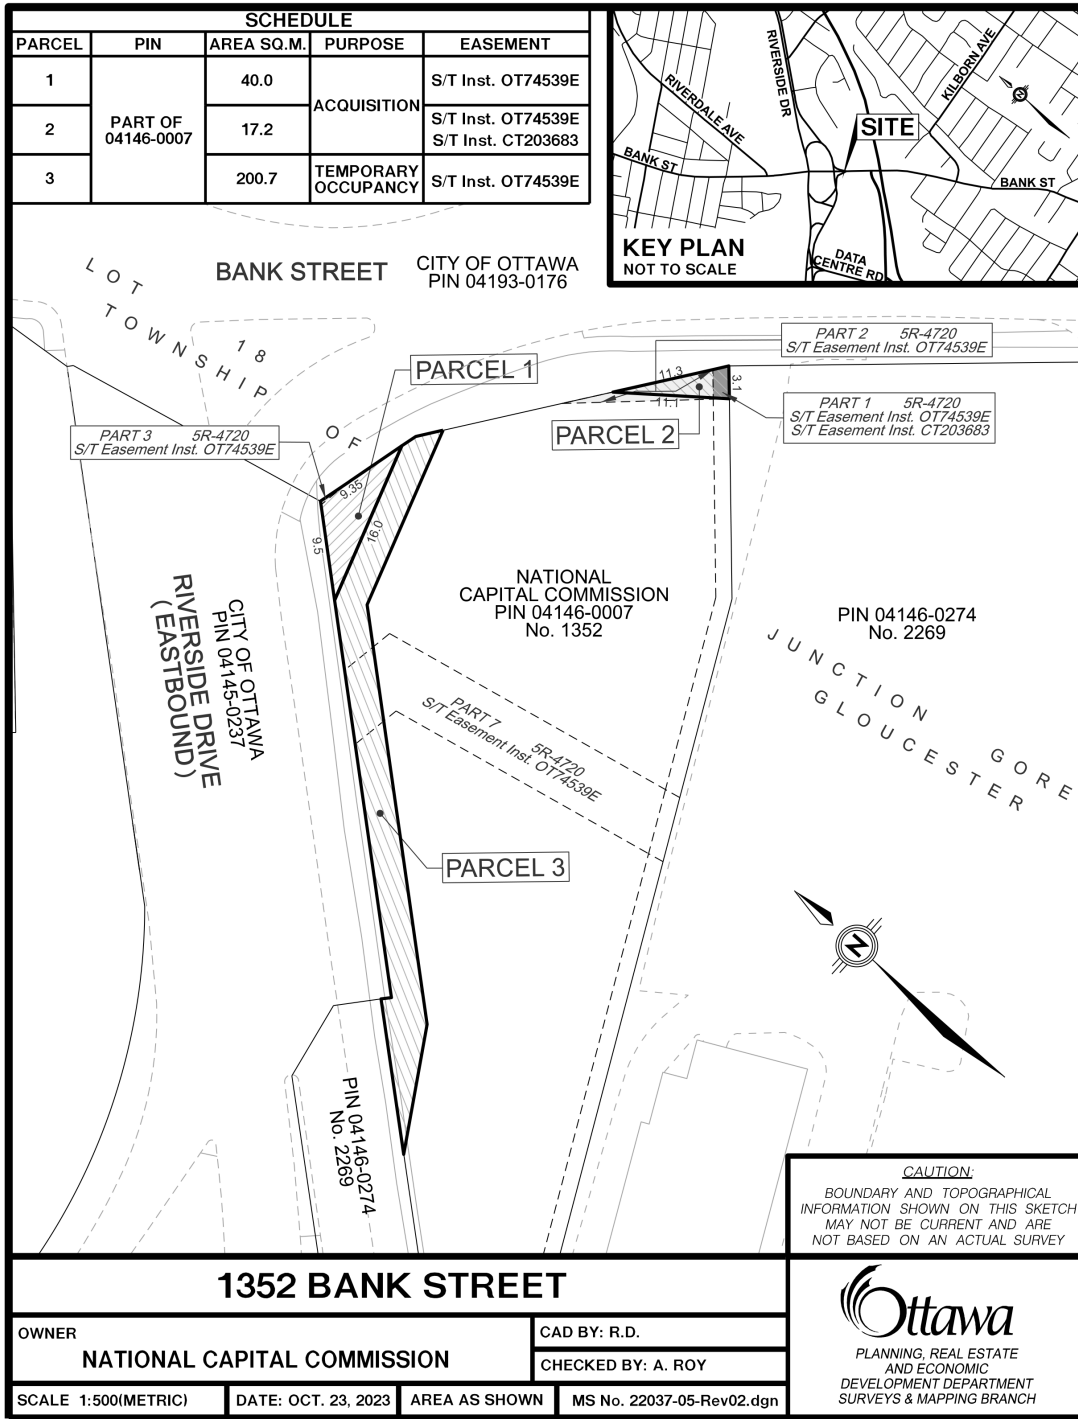 SCHEDULE
PARCEL PIN AREA SQ.M. PURPOSE EASEMENT
1 PART OF 04146-0007 40.0 ACQUISITION S/T Inst. OT74539E
2 17.2 S/T Inst. OT74539E
S/T Inst. CT203683
3 200.7 TEMPORARY OCCUPANCY S/T Inst. OT74539E
RIVERSIDE DR
KILBORN AVE
RIVERDALE AVE
N
SITE
BANK ST
BANK ST
KEY PLAN
NOT TO SCALE
DATA
CENTRE RD
BANK STREET
CITY OF OTTAWA
PIN 04193-0176
LOT 18
TOWNSHIP OF
PART 2 5R-4720
S/T Easement Inst. OT74539E
PARCEL 1
11.3
3.1
11.1
PART 1 5R-4720
S/T Easement Inst. OT74539E
S/T Easement Inst. CT203683
PARCEL 2
PART 3 5R-4720
S/T Easement Inst. OT74539E
9.35
16.0
9.5
NATIONAL
CAPITAL COMMISSION
PIN 04146-0007
No. 1352
PIN 04146-0274
No. 2269
CITY OF OTTAWA
PIN 04145-0237
RIVERSIDE DRIVE
(EASTBOUND)
JUNCTION GORE
GLOUCESTER
PART 7 5R-4720
S/T Easement Inst. OT74539E
PARCEL 3
N
PIN 04146-0274
No. 2269
CAUTION:
BOUNDARY AND TOPOGRAPHICAL
INFORMATION SHOWN ON THIS SKETCH
MAY NOT BE CURRENT AND ARE
NOT BASED ON AN ACTUAL SURVEY
1352 BANK STREET
OWNER
NATIONAL CAPITAL COMMISSION
CAD BY: R.D.
CHECKED BY: A. ROY
SCALE 1:500(METRIC) DATE: OCT. 23, 2023 AREA AS SHOWN MS No. 22037-05-Rev02.dgn
Ottawa
PLANNING, REAL ESTATE
AND ECONOMIC
DEVELOPMENT DEPARTMENT
SURVEYS & MAPPING BRANCH